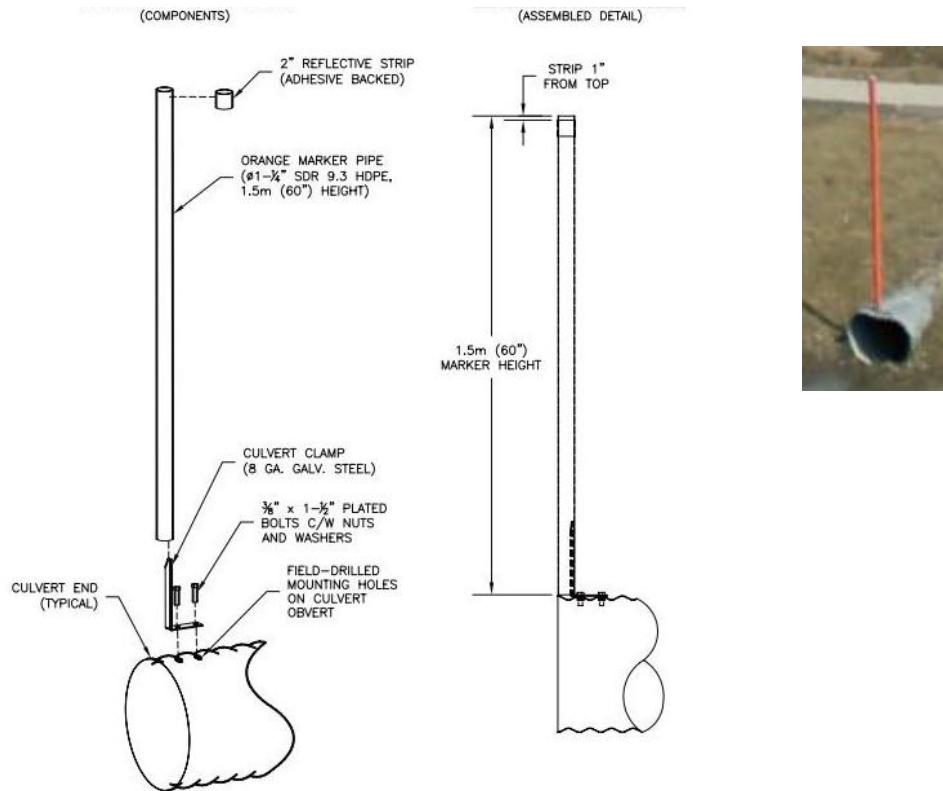 (COMPONENTS)
2" REFLECTIVE STRIP
(ADHESIVE BACKED)
ORANGE MARKER PIPE
(ø1-¼" SDR 9.3 HDPE,
1.5m (60") HEIGHT)
CULVERT CLAMP
(8 GA. GALV. STEEL)
⅜" x 1-½" PLATED
BOLTS C/W NUTS
AND WASHERS
FIELD-DRILLED
MOUNTING HOLES
ON CULVERT
OBVERT
CULVERT END
(TYPICAL)
(ASSEMBLED DETAIL)
STRIP 1"
FROM TOP
1.5m (60")
MARKER HEIGHT